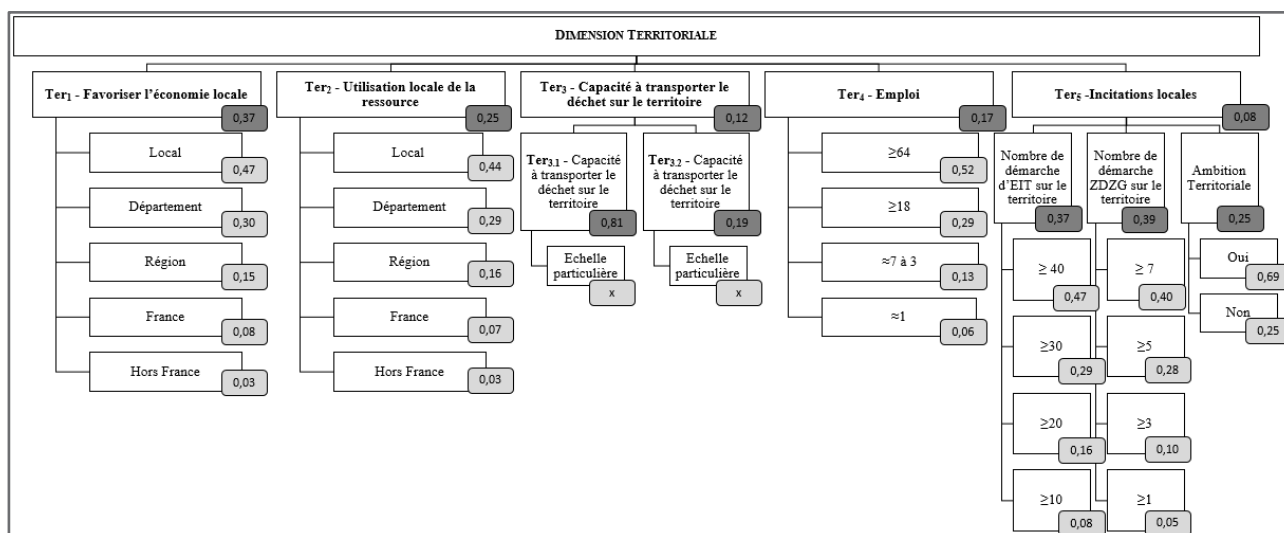 DIMENSION TERRITORIALE
Ter1 - Favoriser l'économie locale
0,37
Local
0,47
Département
0,30
Région
0,15
France
0,08
Hors France
0,03
Ter2 - Utilisation locale de la
ressource
0,25
Local
0,44
Département
0,29
Région
0,16
France
0,07
Hors France
0,03
Ter3 - Capacité à transporter le
déchet sur le territoire
0,12
Ter3.1 - Capacité
à transporter le
déchet sur le
territoire
0,81
Echelle
particulière
x
Ter3.2 - Capacité
à transporter le
déchet sur le
territoire
0,19
Echelle
particulière
x
Ter4 - Emploi
0,17
≥64
0,52
≥18
0,29
≈7 à 3
0,13
≈1
0,06
Ter5 -Incitations locales
0,08
Nombre de
démarche
d'EIT sur le
territoire
0,37
≥ 40
0,47
≥30
0,29
≥20
0,16
≥10
0,08
Nombre de
démarche
ZDZG sur le
territoire
0,39
≥ 7
0,40
≥5
0,28
≥3
0,10
≥1
0,05
Ambition
Territoriale
0,25
Oui
0,69
Non
0,25